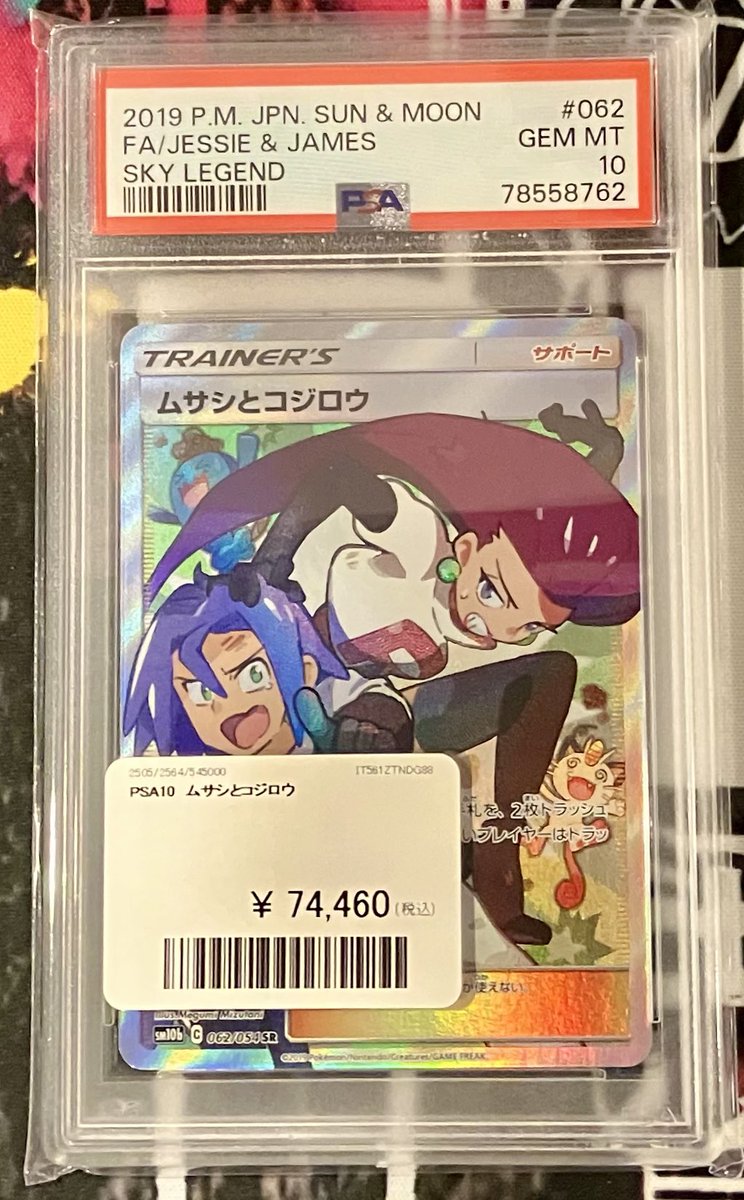 2019 P.M. JPN. SUN & MOON #062
FA/JESSIE & JAMES GEM MT
SKY LEGEND 10
PSA 78558762
TRAINER'S サポート
ムサシとコジロウ
2505/2564/545000 IT561ZTNDG88
PSA10 ムサシとコジロウ
札を、2枚トラッシュ
いプレイヤーはトラッ
¥ 74,460 (税込)
が使えない。
Illus. Megumi Mizutani
sm10b C 062/054 SR
©2019 Pokémon/Nintendo/Creatures/GAME FREAK